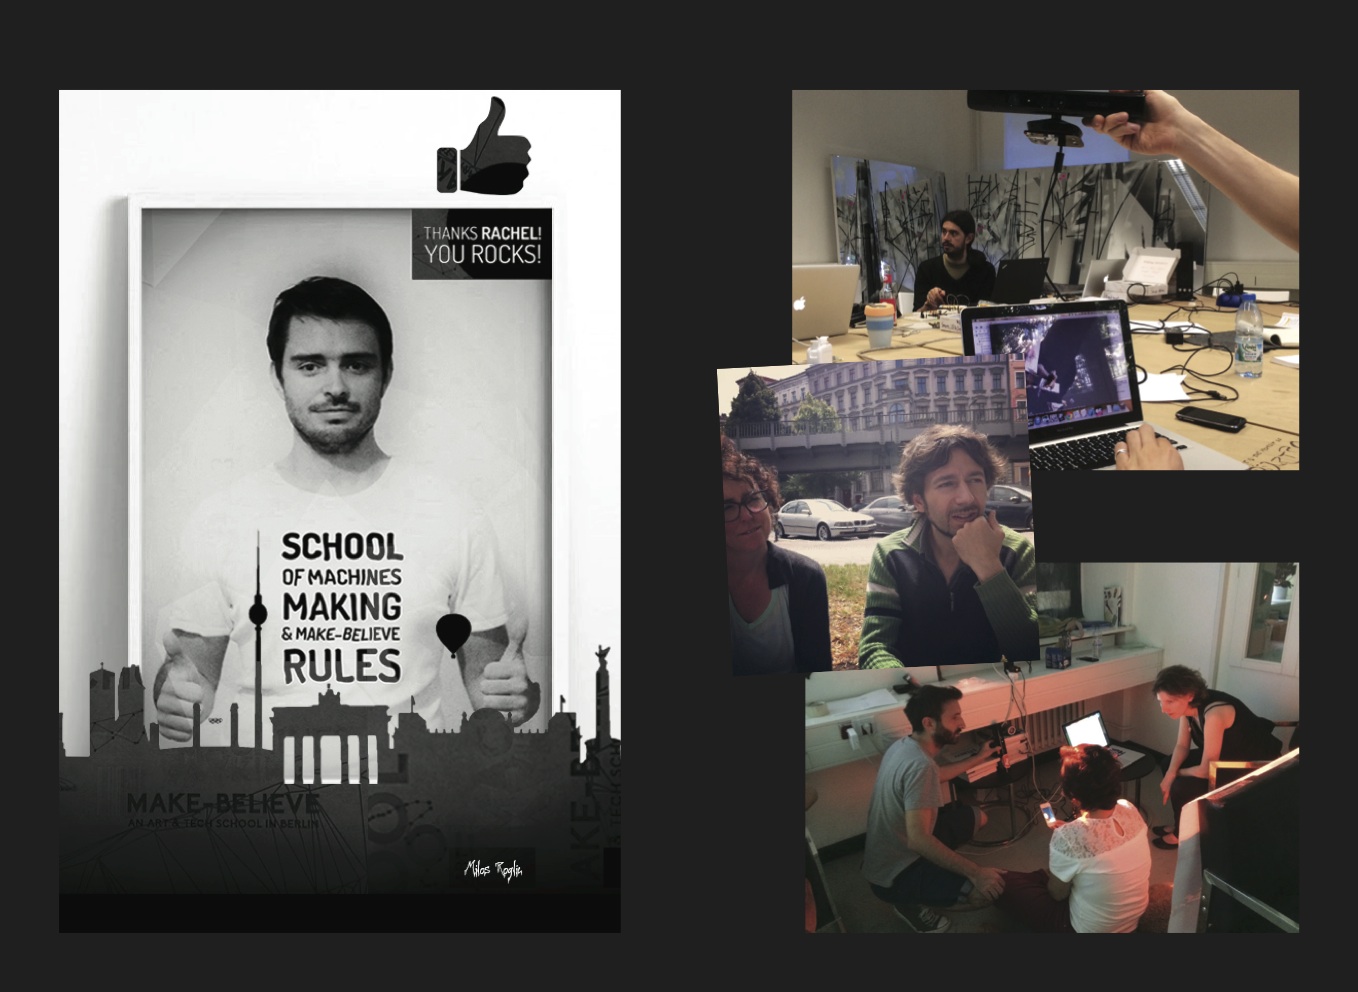 THANKS RACHEL!
YOU ROCKS!
SCHOOL
OF MACHINES
MAKING
& MAKE-BELIEVE
RULES
MAKE-BELIEVE
AN ART & TECH SCHOOL IN BERLIN
Milos Roglic